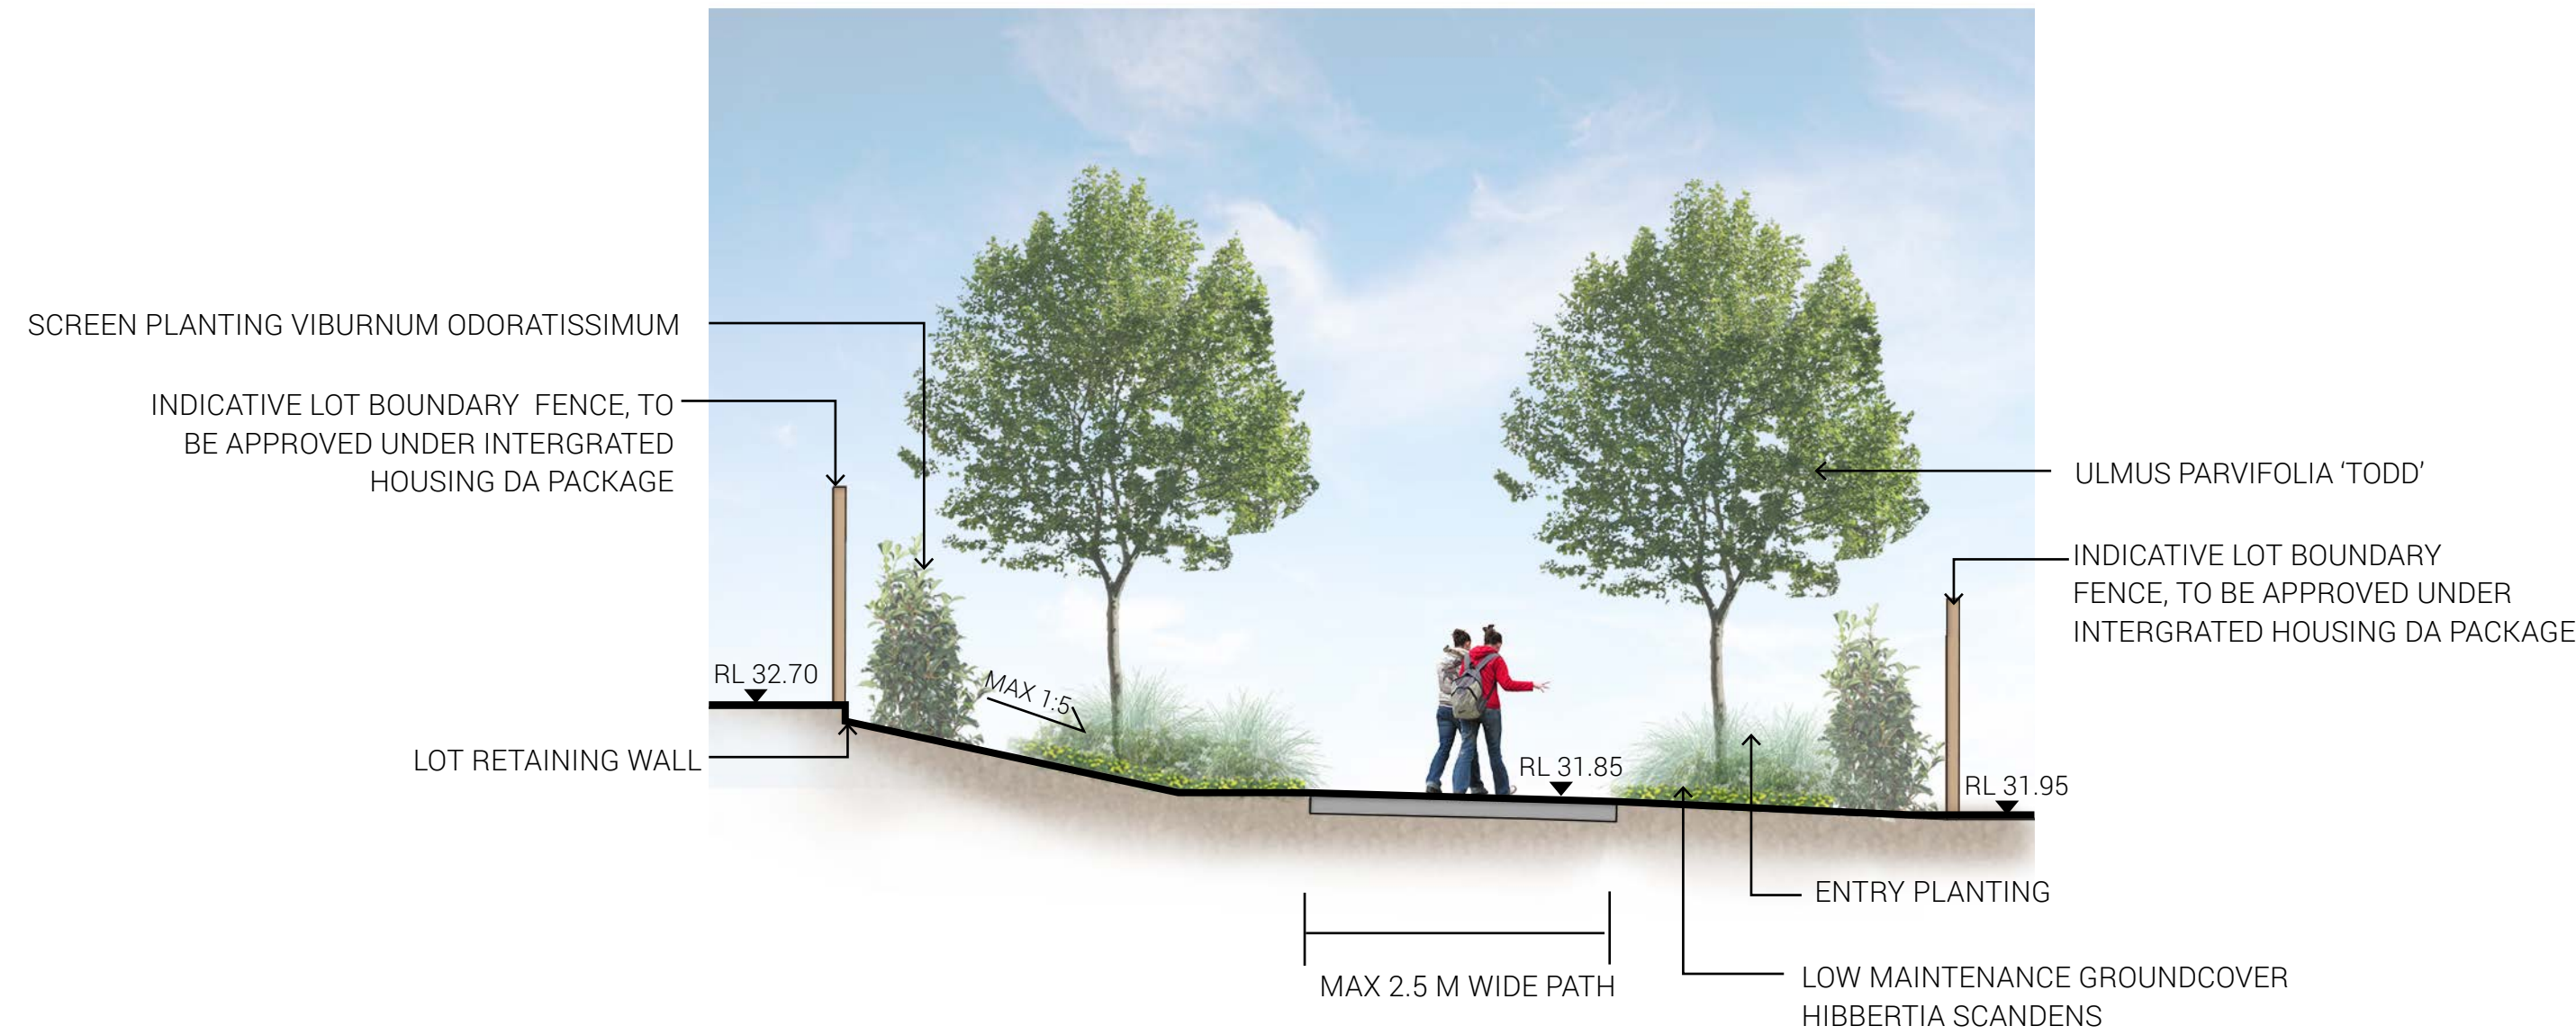 SCREEN PLANTING VIBURNUM ODORATISSIMUM
INDICATIVE LOT BOUNDARY FENCE, TO
BE APPROVED UNDER INTERGRATED
HOUSING DA PACKAGE
RL 32.70
MAX 1:5
LOT RETAINING WALL
ULMUS PARVIFOLIA ‘TODD’
INDICATIVE LOT BOUNDARY
FENCE, TO BE APPROVED UNDER
INTERGRATED HOUSING DA PACKAGE
RL 31.85
RL 31.95
ENTRY PLANTING
MAX 2.5 M WIDE PATH
LOW MAINTENANCE GROUNDCOVER
HIBBERTIA SCANDENS